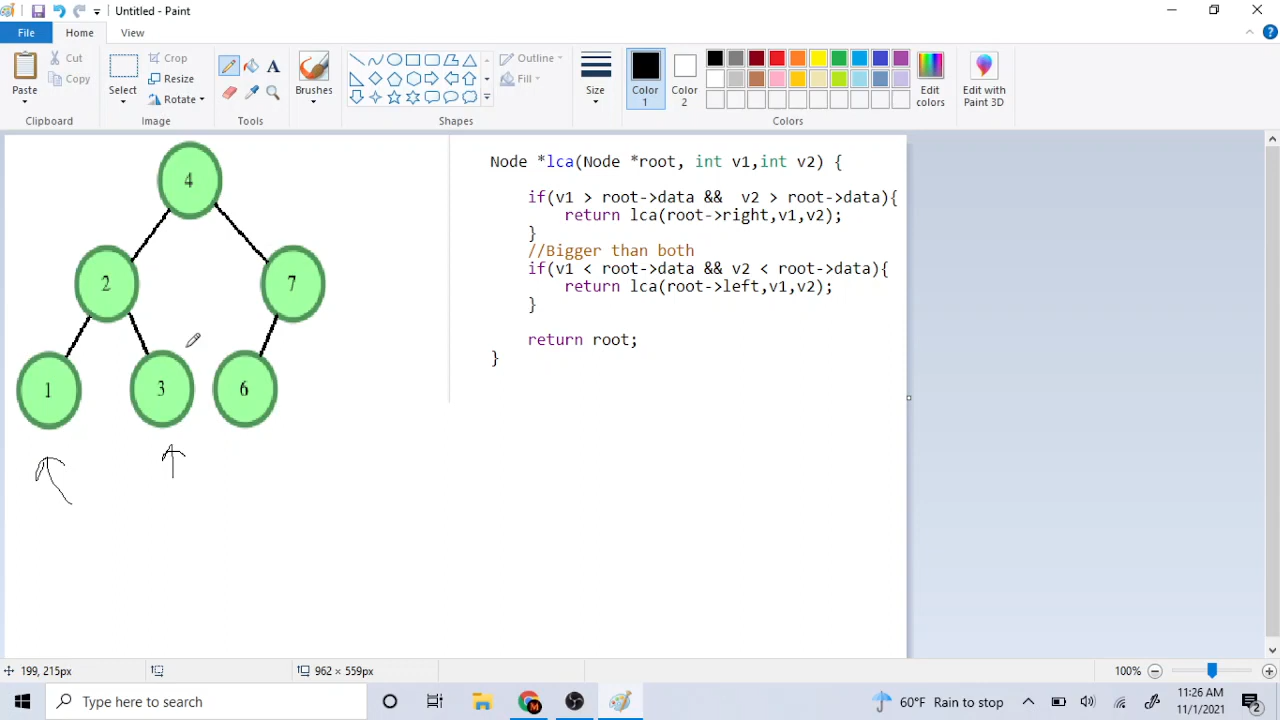 Untitled - Paint
File
Home
View
Paste
Cut
Copy
Clipboard
Select
Crop
Resize
Rotate
Image
A
Tools
Brushes
Outline
Fill
Shapes
Size
Color 1
Color 2
Edit colors
Colors
Edit with Paint 3D
4
2
7
1
3
6
Node *lca(Node *root, int v1,int v2) {
if(v1 > root->data && v2 > root->data){
return lca(root->right,v1,v2);
}
//Bigger than both
if(v1 < root->data && v2 < root->data){
return lca(root->left,v1,v2);
}
return root;
}
199, 215px
962 × 559px
100%
Type here to search
M
60°F Rain to stop
11:26 AM
11/1/2021
2